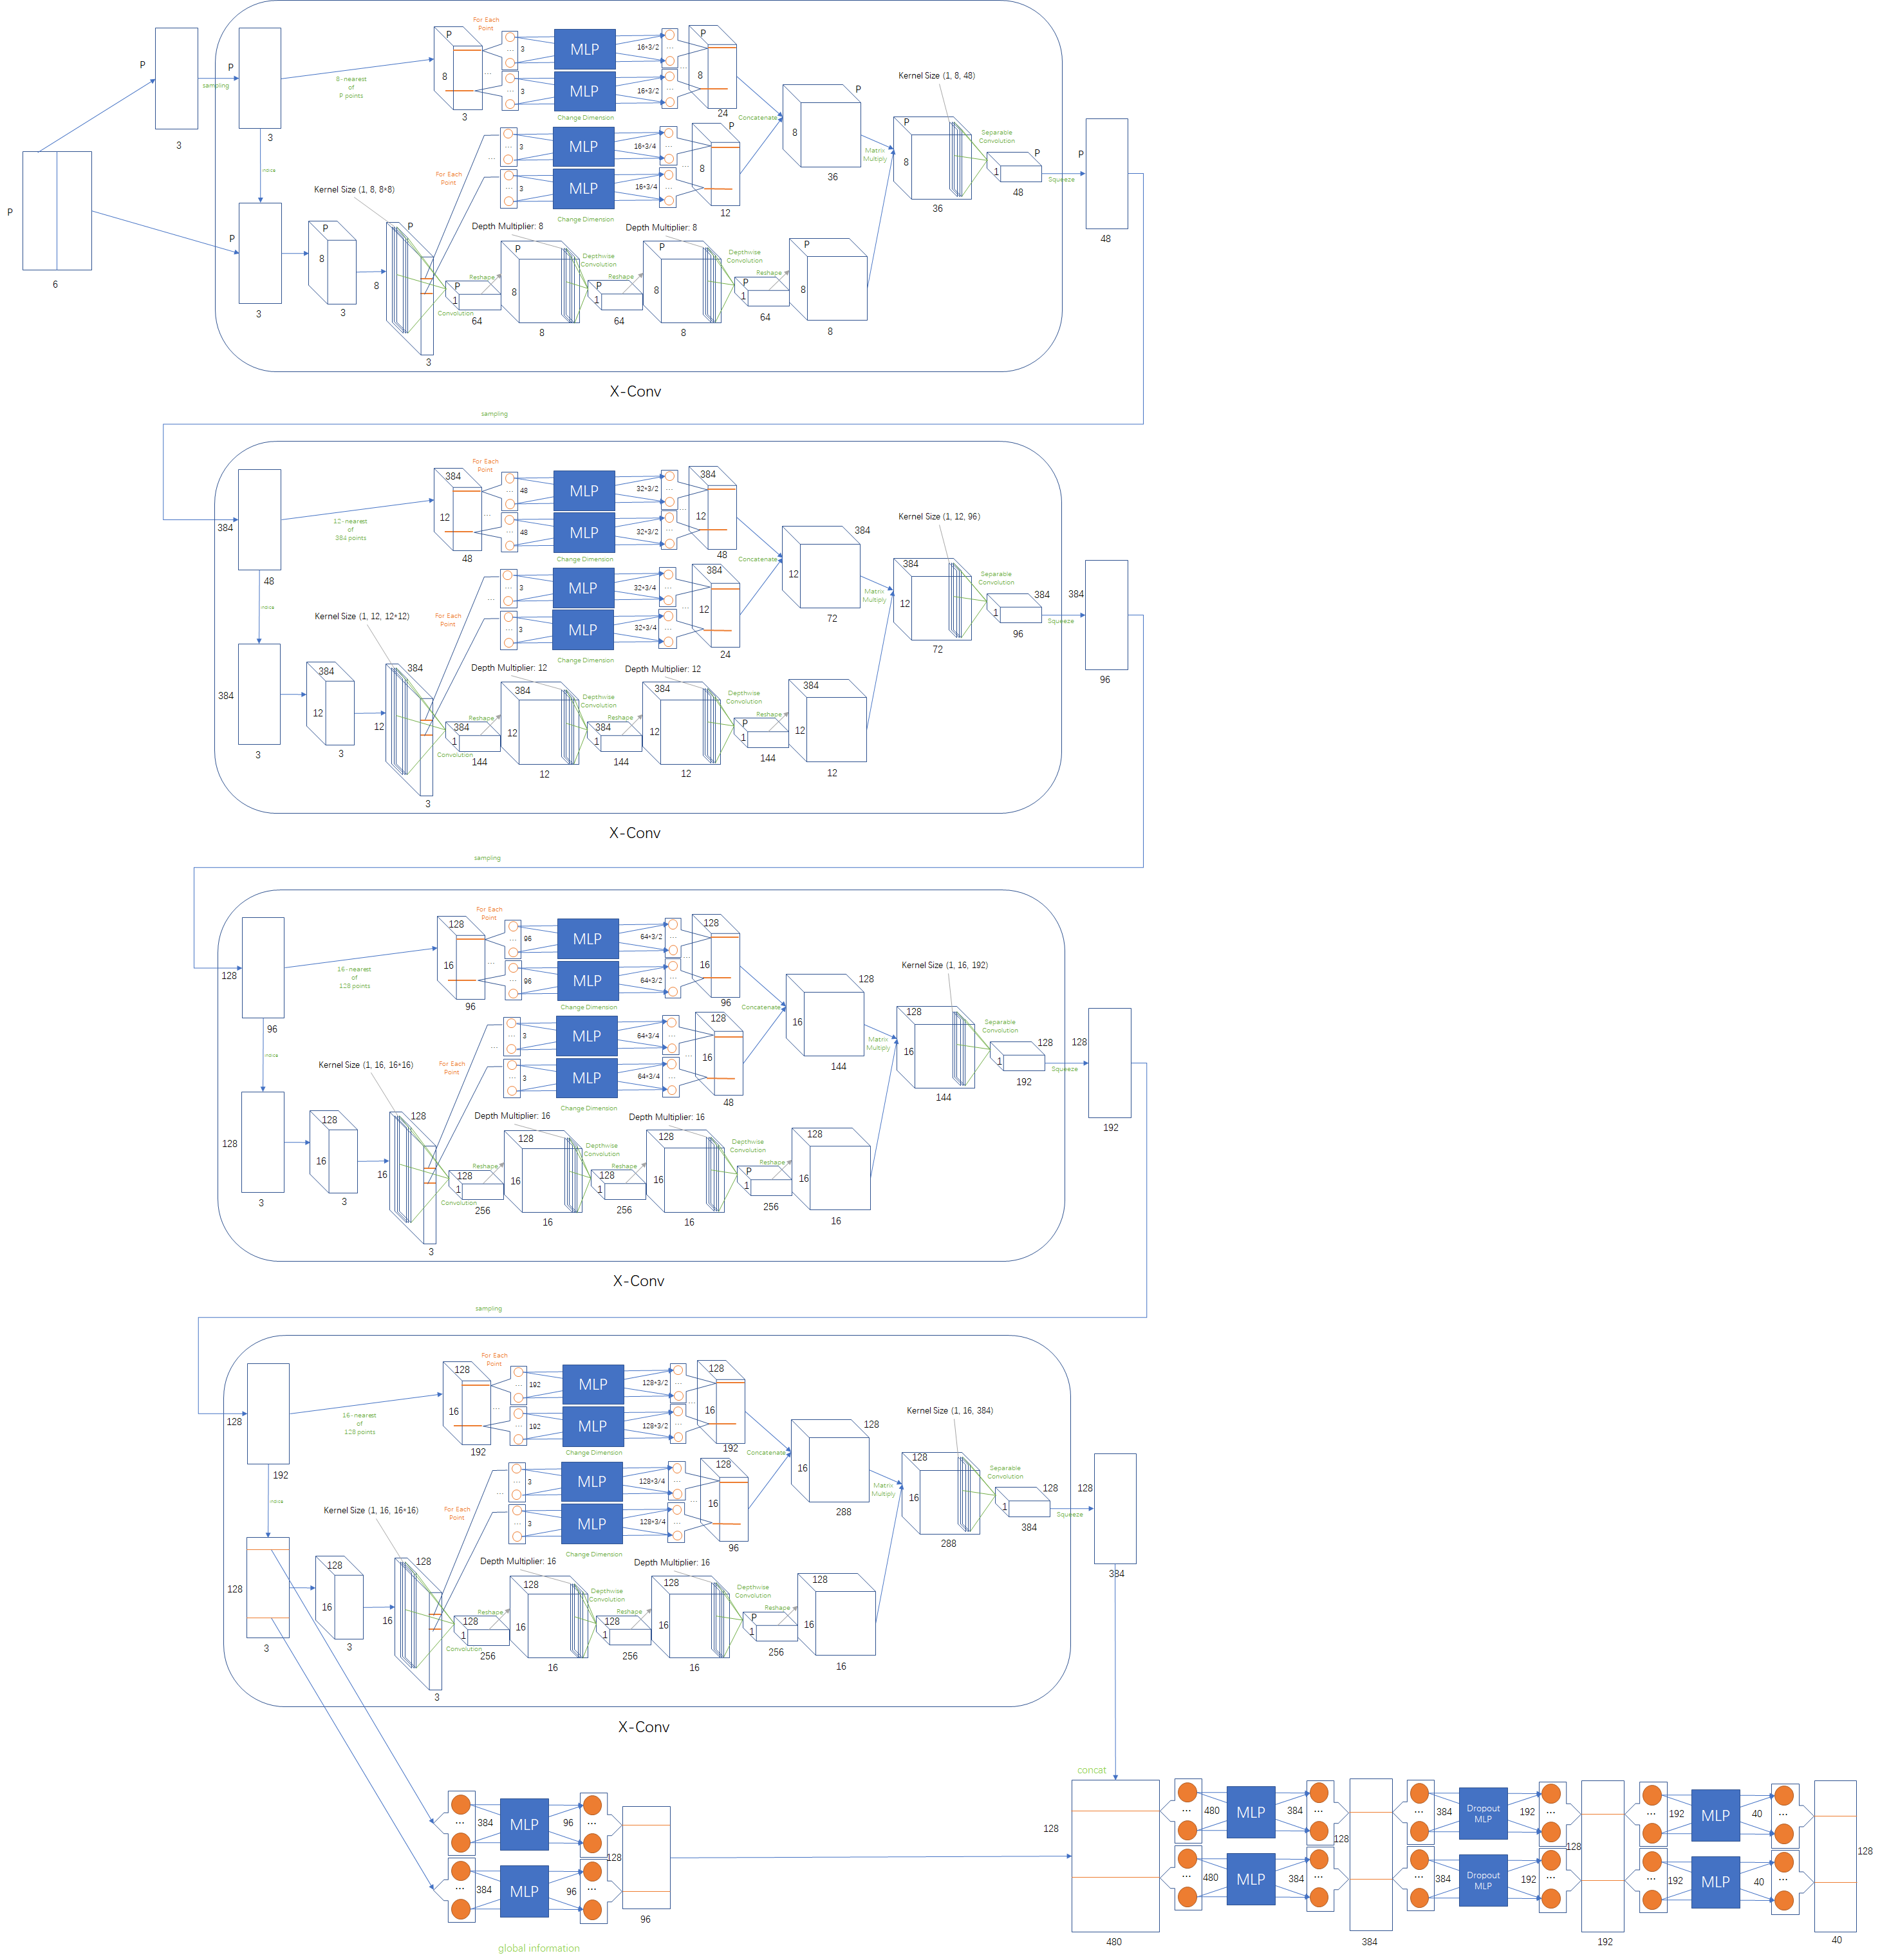 P
6
P
3
sampling
P
3
indice
P
3
8-nearest
of
P points
P
8
3
For Each
Point
...
3
...
3
...
MLP
MLP
Change Dimension
16*3/2
...
16*3/2
...
...
P
8
24
P
8
3
Kernel Size (1, 8, 8*8)
P
8
3
For Each
Point
...
3
...
3
...
MLP
MLP
Change Dimension
16*3/4
...
16*3/4
...
...
P
8
12
Concatenate
P
8
36
Convolution
P
1
64
Reshape
Depth Multiplier: 8
P
8
8
Depthwise
Convolution
P
1
64
Reshape
Depth Multiplier: 8
P
8
8
Depthwise
Convolution
P
1
64
Reshape
P
8
8
Matrix
Multiply
Kernel Size (1, 8, 48)
P
8
36
Separable
Convolution
P
1
48
Squeeze
P
48
X-Conv
sampling
384
48
indice
384
3
12-nearest
of
384 points
384
12
48
For Each
Point
...
48
...
48
MLP
MLP
Change Dimension
32*3/2
...
32*3/2
...
...
384
12
48
384
12
3
Kernel Size (1, 12, 12*12)
384
12
3
For Each
Point
...
3
...
3
...
MLP
MLP
Change Dimension
32*3/4
...
32*3/4
...
...
384
12
24
Concatenate
384
12
72
Convolution
384
1
144
Reshape
Depth Multiplier: 12
384
12
12
Depthwise
Convolution
384
1
144
Reshape
Depth Multiplier: 12
384
12
12
Depthwise
Convolution
P
1
144
Reshape
384
12
12
Matrix
Multiply
Kernel Size (1, 12, 96)
384
12
72
Separable
Convolution
384
1
96
Squeeze
384
96
X-Conv
sampling
128
96
indice
128
3
16-nearest
of
128 points
128
16
96
For Each
Point
...
96
...
96
...
MLP
MLP
Change Dimension
64*3/2
...
64*3/2
...
...
128
16
96
128
16
3
Kernel Size (1, 16, 16*16)
128
16
3
For Each
Point
...
3
...
3
...
MLP
MLP
Change Dimension
64*3/4
...
64*3/4
...
...
128
16
48
Concatenate
128
16
144
Convolution
128
1
256
Reshape
Depth Multiplier: 16
128
16
16
Depthwise
Convolution
128
1
256
Reshape
Depth Multiplier: 16
128
16
16
Depthwise
Convolution
P
1
256
Reshape
128
16
16
Matrix
Multiply
Kernel Size (1, 16, 192)
128
16
144
Separable
Convolution
128
1
192
Squeeze
128
192
X-Conv
sampling
128
192
indice
128
3
16-nearest
of
128 points
128
16
192
For Each
Point
...
192
...
192
...
MLP
MLP
Change Dimension
128*3/2
...
128*3/2
...
...
128
16
192
128
16
3
Kernel Size (1, 16, 16*16)
128
16
3
For Each
Point
...
3
...
3
...
MLP
MLP
Change Dimension
128*3/4
...
128*3/4
...
...
128
16
96
Concatenate
128
16
288
Convolution
128
1
256
Reshape
Depth Multiplier: 16
128
16
16
Depthwise
Convolution
128
1
256
Reshape
Depth Multiplier: 16
128
16
16
Depthwise
Convolution
P
1
256
Reshape
128
16
16
Matrix
Multiply
Kernel Size (1, 16, 384)
128
16
288
Separable
Convolution
128
1
384
Squeeze
128
384
X-Conv
...
384
...
384
MLP
MLP
96
...
96
...
128
96
global information
concat
128
480
...
480
...
480
MLP
MLP
384
...
384
...
128
384
...
384
...
384
Dropout
MLP
Dropout
MLP
192
...
192
...
128
192
...
192
...
192
MLP
MLP
40
...
40
...
128
40